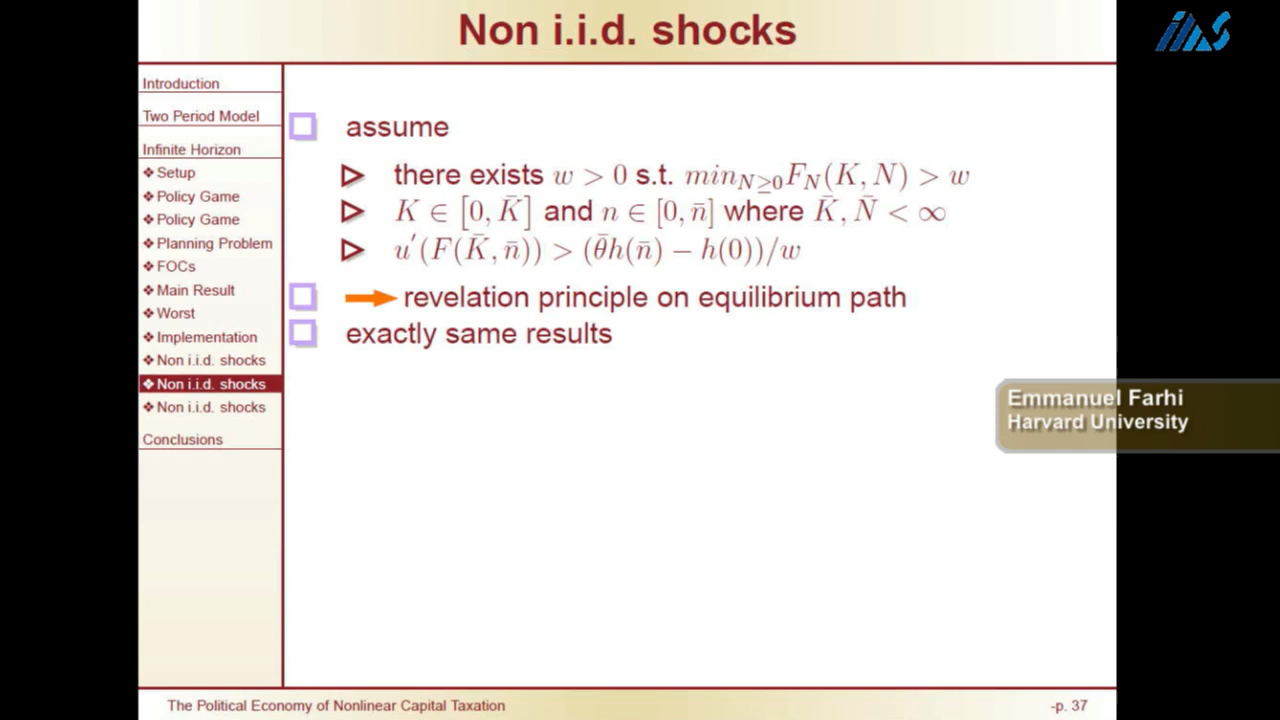 Non i.i.d. shocks
IMS
Introduction
Two Period Model
Infinite Horizon
❖ Setup
❖ Policy Game
❖ Policy Game
❖ Planning Problem
❖ FOCs
❖ Main Result
❖ Worst
❖ Implementation
❖ Non i.i.d. shocks
❖ Non i.i.d. shocks
❖ Non i.i.d. shocks
Conclusions
assume
there exists w > 0 s.t. min_{N≥0} F_N(K, N) > w
K ∈ [0, K̄] and n ∈ [0, n̄] where K̄, N̄ < ∞
u′(F(K̄, n̄)) > (θ̄h(n̄) − h(0))/w
revelation principle on equilibrium path
exactly same results
Emmanuel Farhi
Harvard University
The Political Economy of Nonlinear Capital Taxation
-p. 37